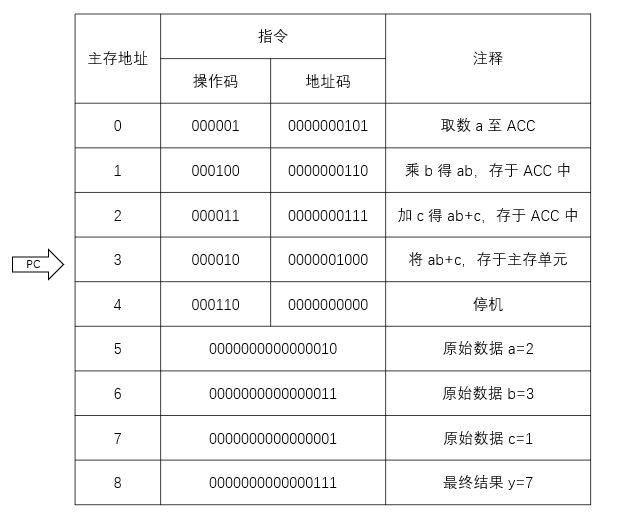 主存地址 指令 注释
操作码 地址码
0 000001 0000000101 取数 a 至 ACC
1 000100 0000000110 乘 b 得 ab，存于 ACC 中
2 000011 0000000111 加 c 得 ab+c，存于 ACC 中
PC 3 000010 0000001000 将 ab+c，存于主存单元
4 000110 0000000000 停机
5 0000000000000010 原始数据 a=2
6 0000000000000011 原始数据 b=3
7 0000000000000001 原始数据 c=1
8 0000000000000111 最终结果 y=7